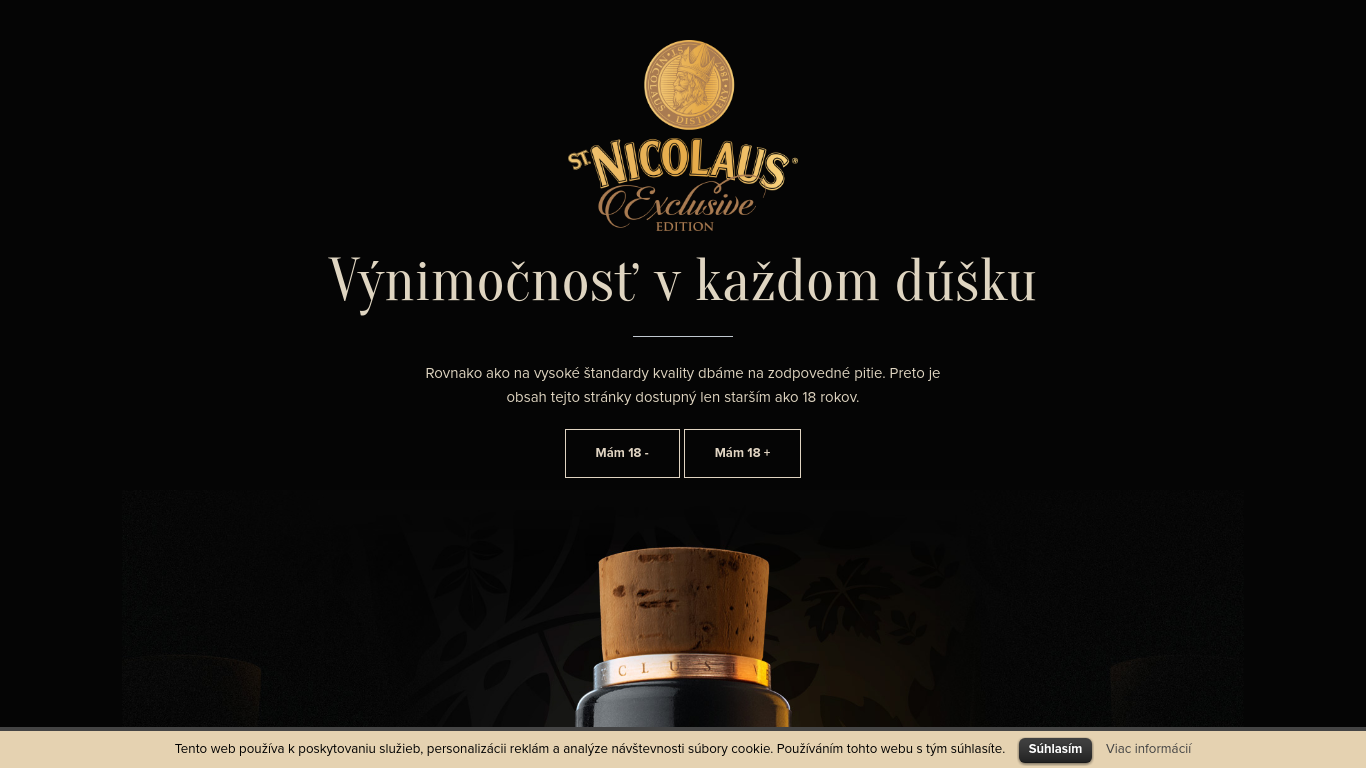 ST. NICOLAUS • DISTILLERY • 1867 •
ST. NICOLAUS®
Exclusive
EDITION
Výnimočnosť v každom dúšku
Rovnako ako na vysoké štandardy kvality dbáme na zodpovedné pitie. Preto je
obsah tejto stránky dostupný len starším ako 18 rokov.
Mám 18 -
Mám 18 +
CLUSIV
Tento web používa k poskytovaniu služieb, personalizácii reklám a analýze návštevnosti súbory cookie. Používáním tohto webu s tým súhlasíte.
Súhlasím
Viac informácií